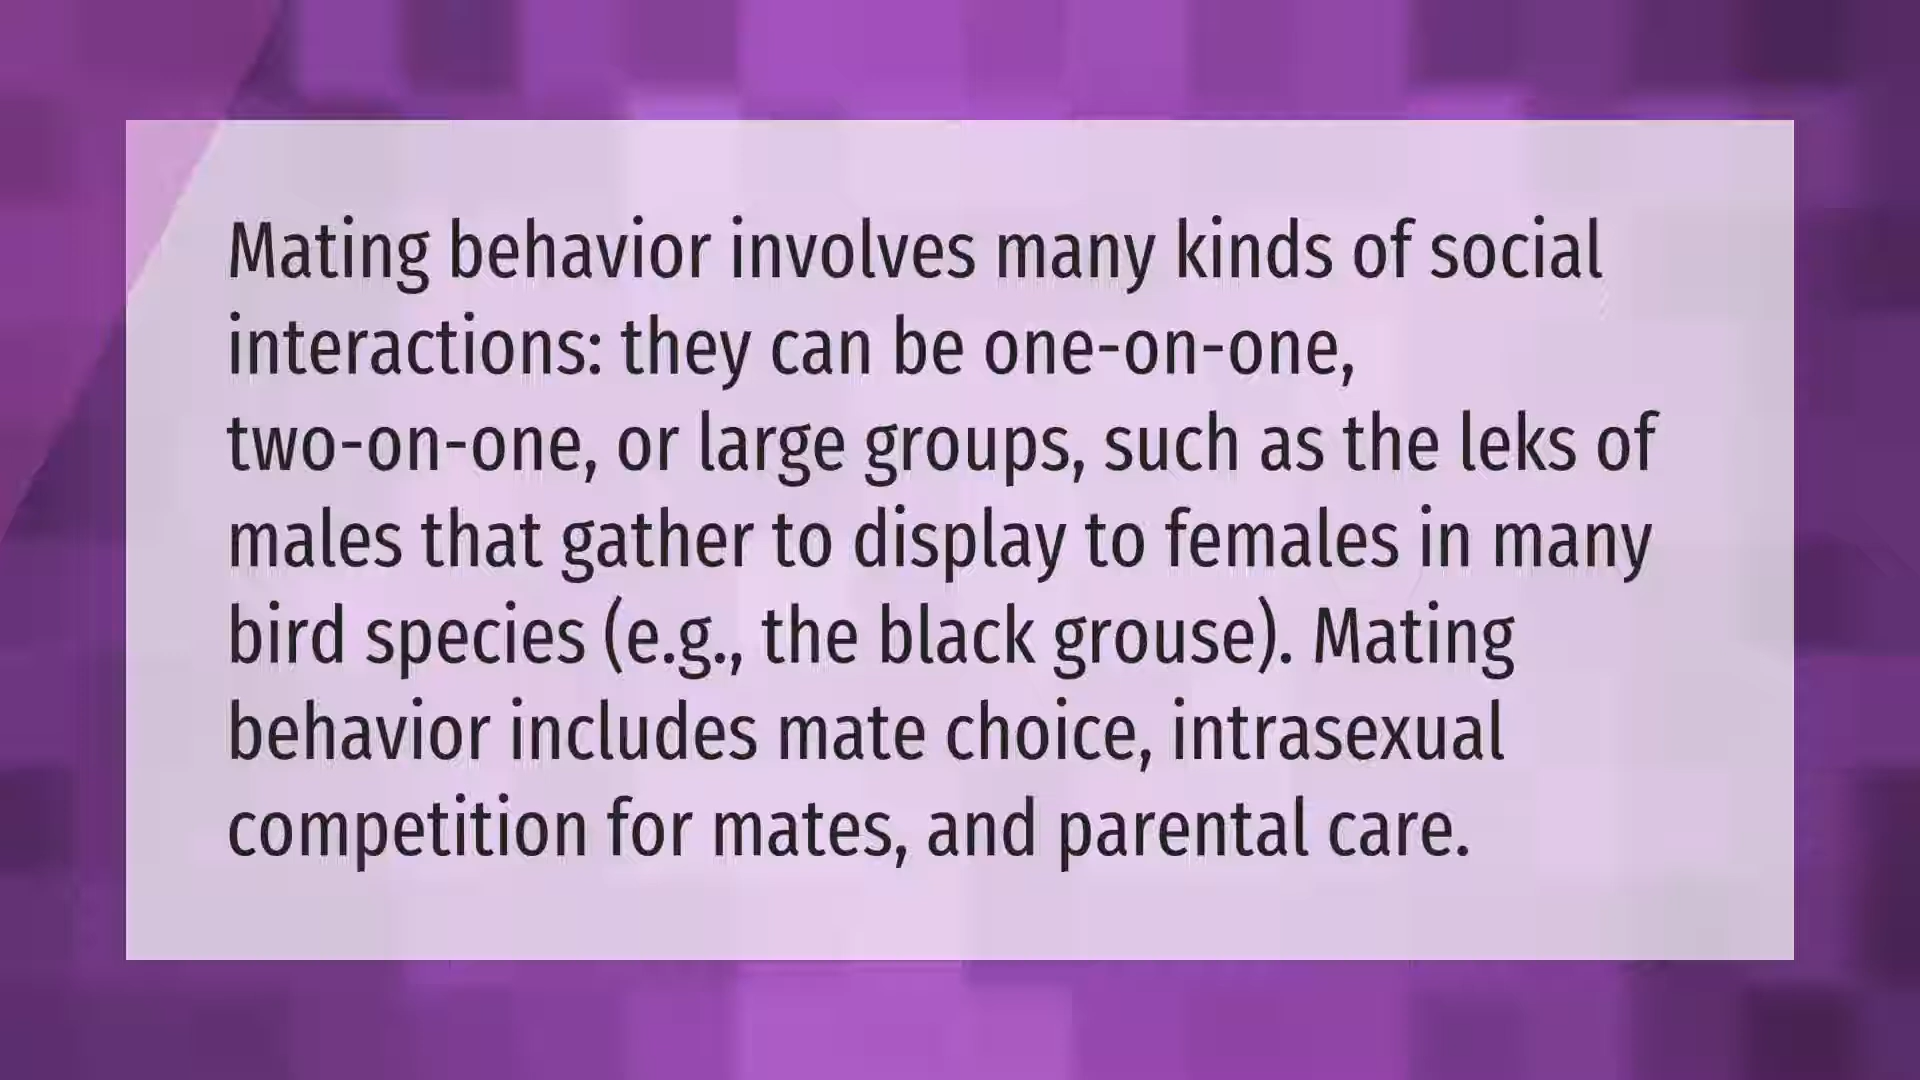 Mating behavior involves many kinds of social
interactions: they can be one-on-one,
two-on-one, or large groups, such as the leks of
males that gather to display to females in many
bird species (e.g., the black grouse). Mating
behavior includes mate choice, intrasexual
competition for mates, and parental care.